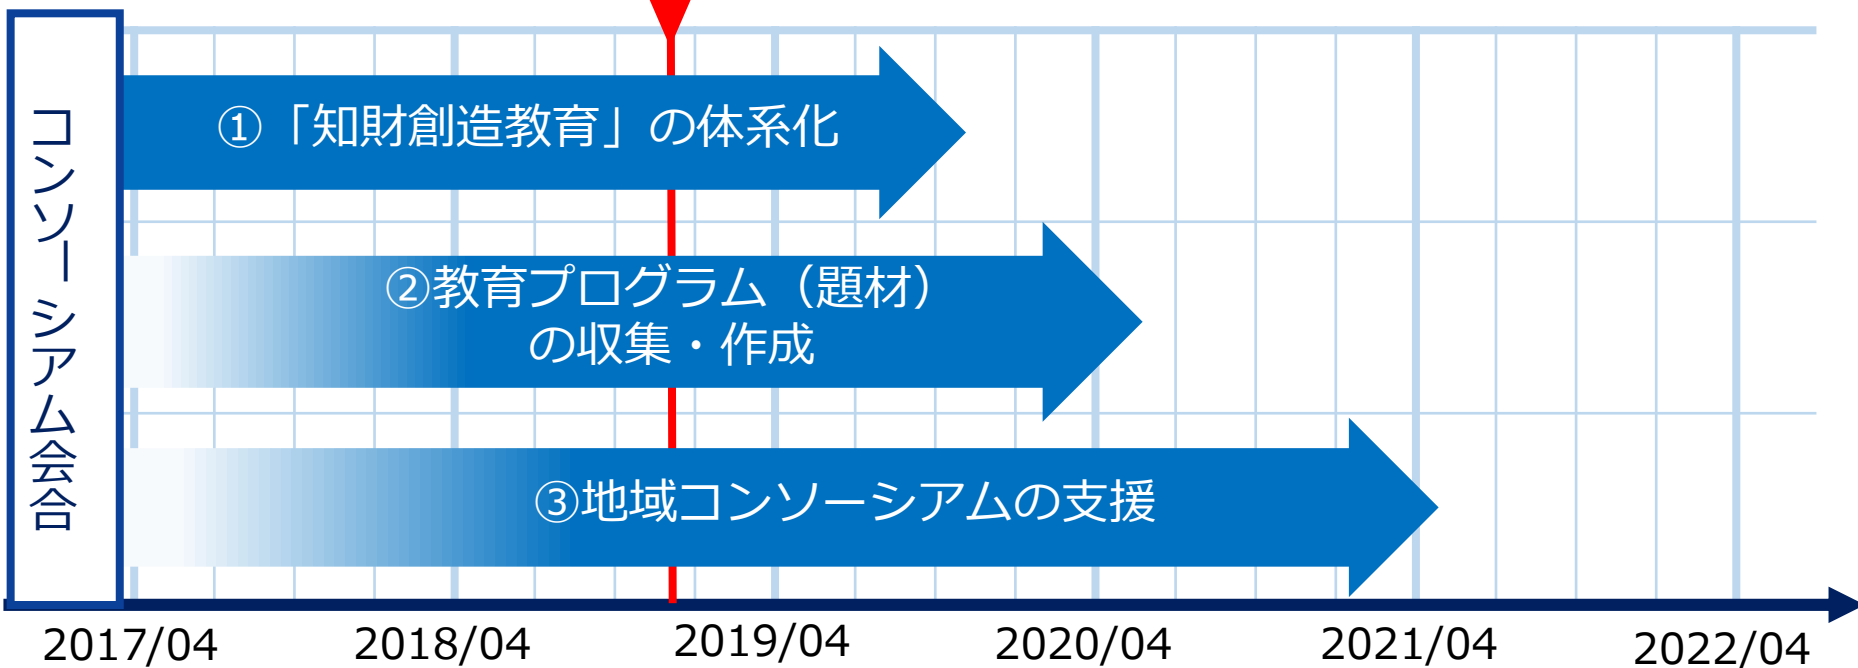 コンソーシアム会合
①「知財創造教育」の体系化
②教育プログラム（題材）
の収集・作成
③地域コンソーシアムの支援
2017/04
2018/04
2019/04
2020/04
2021/04
2022/04